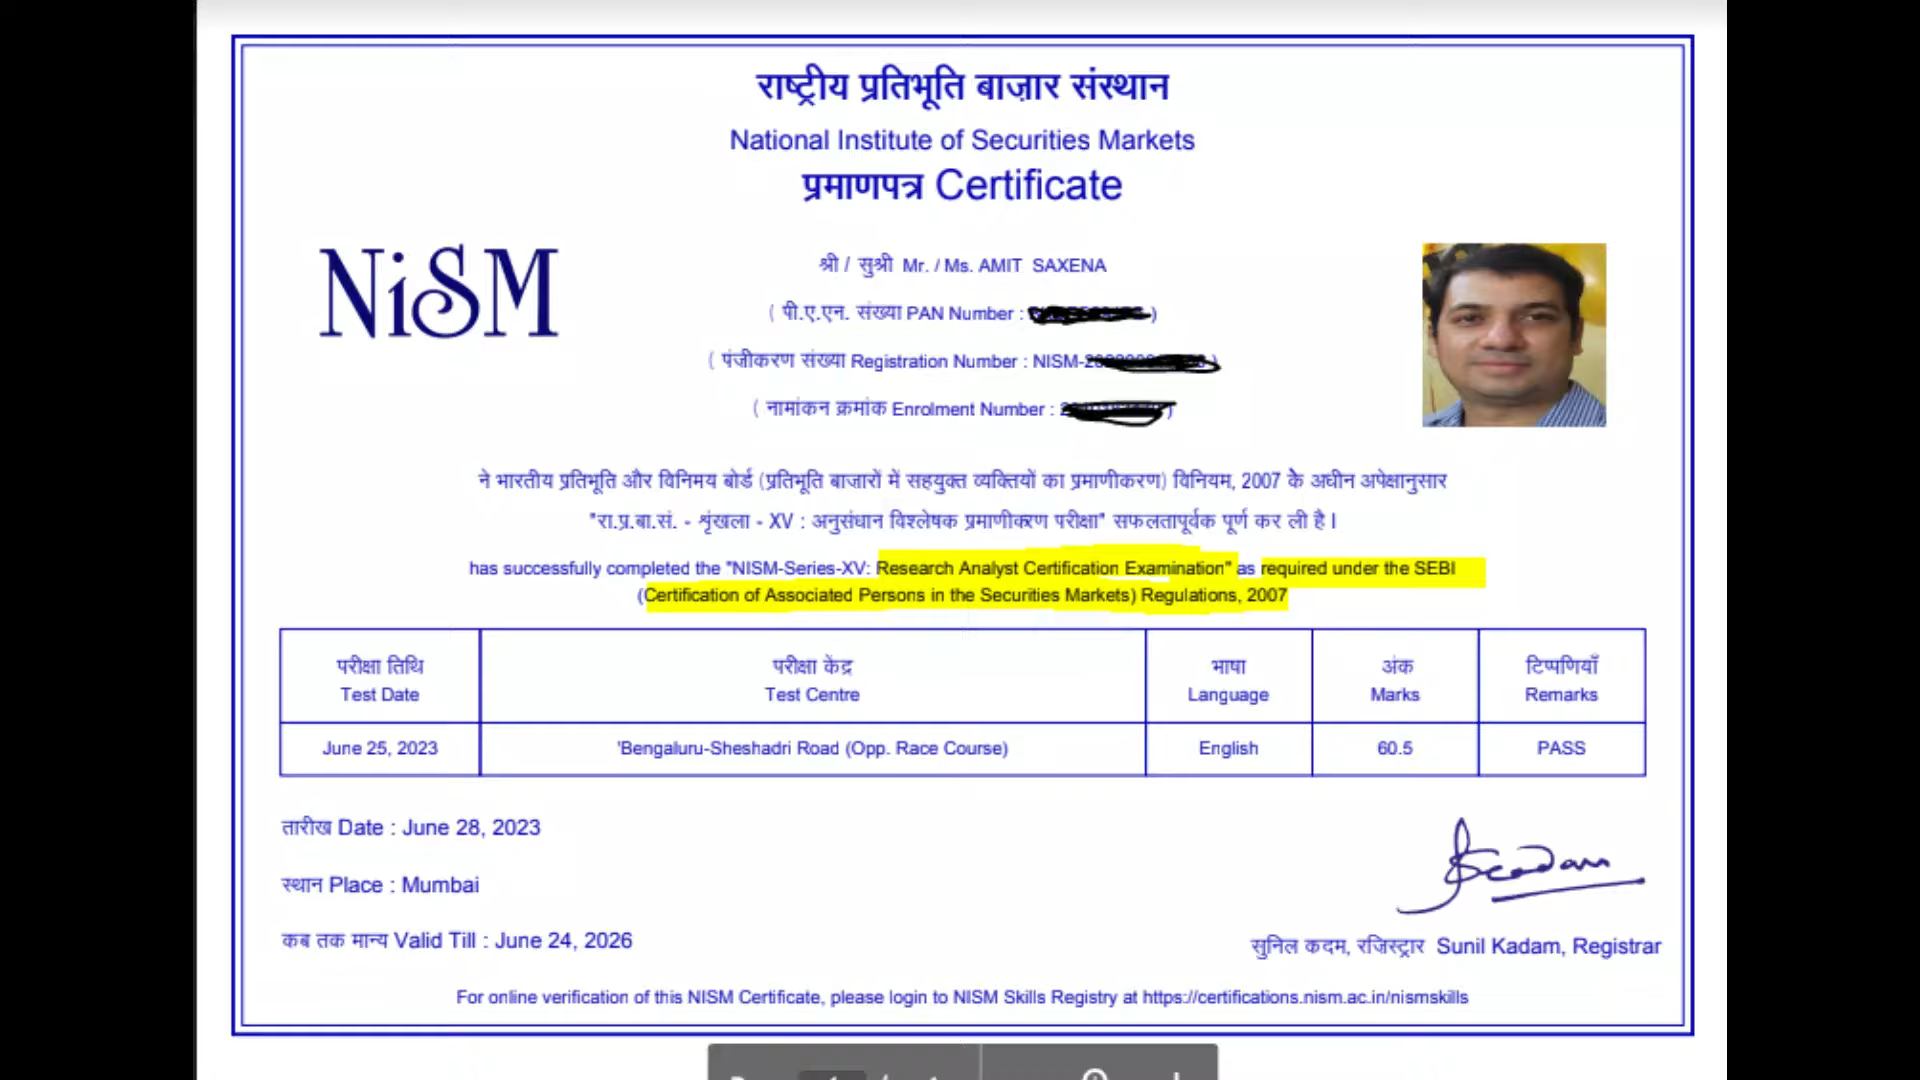 राष्ट्रीय प्रतिभूति बाज़ार संस्थान
National Institute of Securities Markets
प्रमाणपत्र Certificate
NiSM
श्री / सुश्री Mr. / Ms. AMIT SAXENA
( पी.ए.एन. संख्या PAN Number : )
( पंजीकरण संख्या Registration Number : NISM- )
( नामांकन क्रमांक Enrolment Number : )
ने भारतीय प्रतिभूति और विनिमय बोर्ड (प्रतिभूति बाजारों में सहयुक्त व्यक्तियों का प्रमाणीकरण) विनियम, 2007 के अधीन अपेक्षानुसार
"रा.प्र.बा.सं. - शृंखला - XV : अनुसंधान विश्लेषक प्रमाणीकरण परीक्षा" सफलतापूर्वक पूर्ण कर ली है।
has successfully completed the "NISM-Series-XV: Research Analyst Certification Examination" as required under the SEBI
(Certification of Associated Persons in the Securities Markets) Regulations, 2007
परीक्षा तिथि परीक्षा केंद्र भाषा अंक टिप्पणियाँ
Test Date Test Centre Language Marks Remarks
June 25, 2023 'Bengaluru-Sheshadri Road (Opp. Race Course) English 60.5 PASS
तारीख Date : June 28, 2023
स्थान Place : Mumbai
कब तक मान्य Valid Till : June 24, 2026
सुनिल कदम, रजिस्ट्रार Sunil Kadam, Registrar
For online verification of this NISM Certificate, please login to NISM Skills Registry at https://certifications.nism.ac.in/nismskills